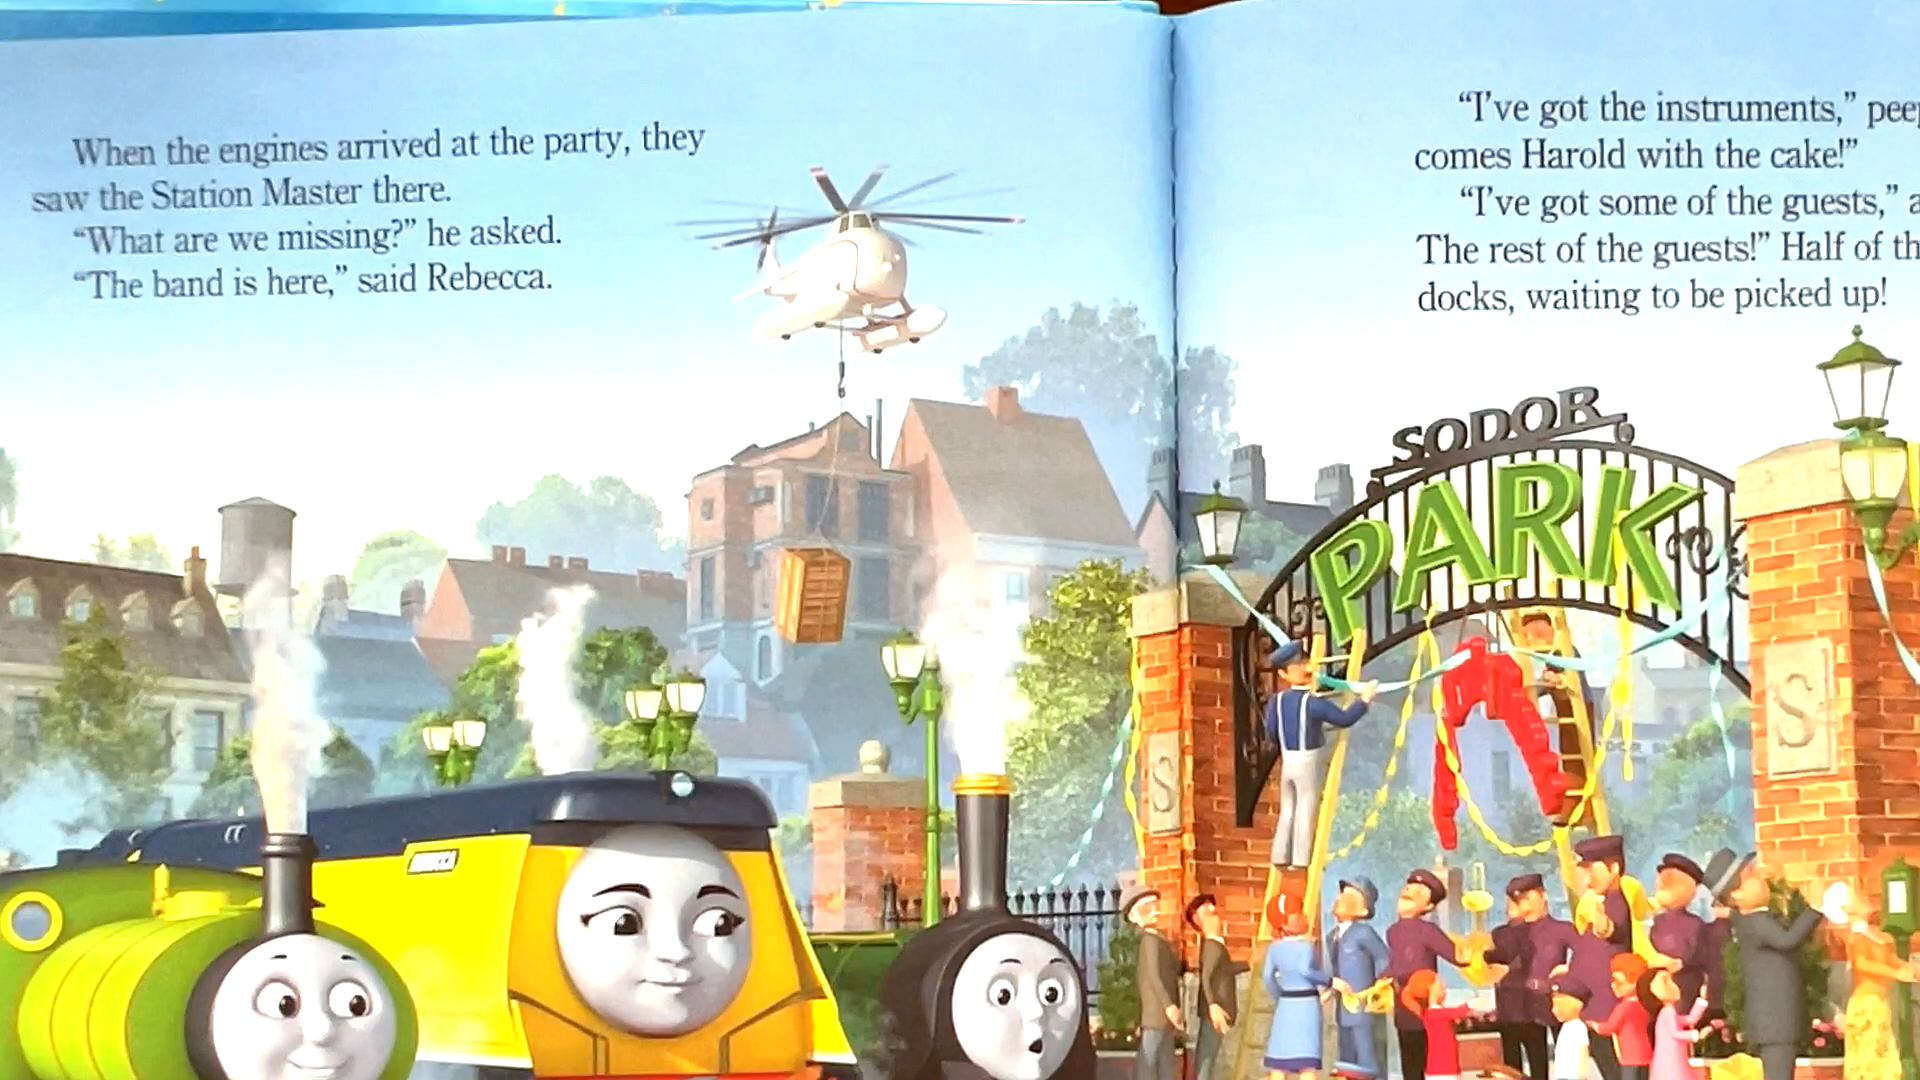 When the engines arrived at the party, they
saw the Station Master there.
“What are we missing?” he asked.
“The band is here,” said Rebecca.
“I’ve got the instruments,”
comes Harold with the cake!”
“I’ve got some of the guests,”
The rest of the guests!” Half of
docks, waiting to be picked up!
SODOR
PARK
S
S